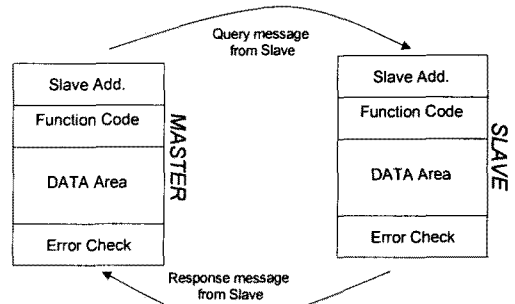 Query message
from Slave
Slave Add.
Function Code
DATA Area
Error Check
MASTER
Slave Add.
Function Code
DATA Area
Error Check
SLAVE
Response message
from Slave